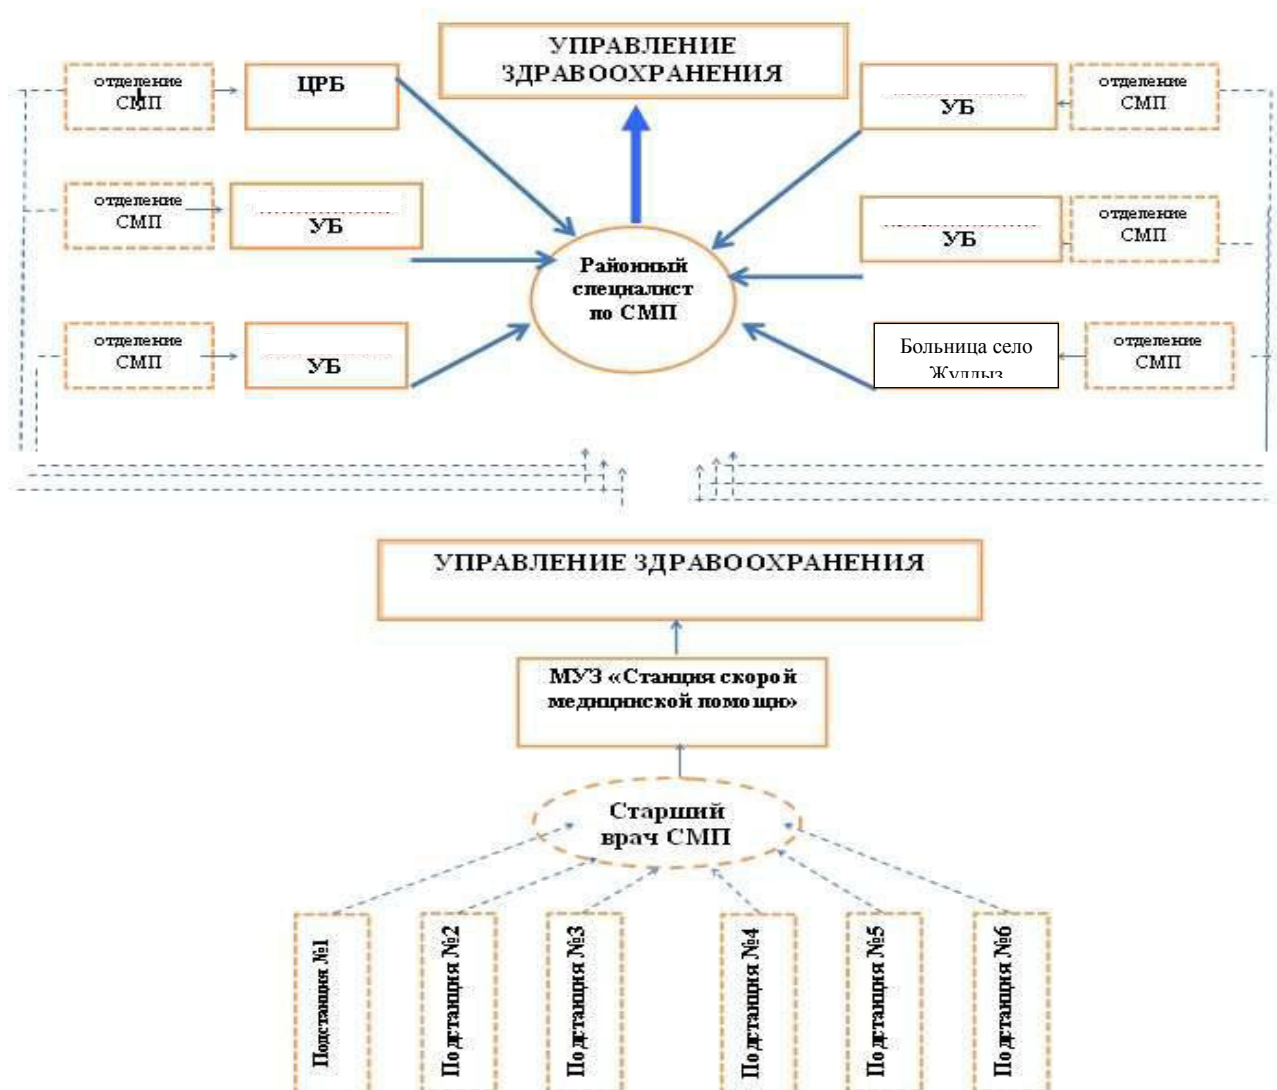 УПРАВЛЕНИЕ
ЗДРАВООХРАНЕНИЯ
отделение
СМП
ЦРБ
УБ
отделение
СМП
отделение
СМП
УБ
УБ
отделение
СМП
Районный
специалист
по СМП
отделение
СМП
УБ
Больница село
Жулдыз
отделение
СМП
УПРАВЛЕНИЕ ЗДРАВООХРАНЕНИЯ
МУЗ «Станция скорой
медицинской помощи»
Старший
врач СМП
Подстанция №1
Подстанция №2
Подстанция №3
Подстанция №4
Подстанция №5
Подстанция №6